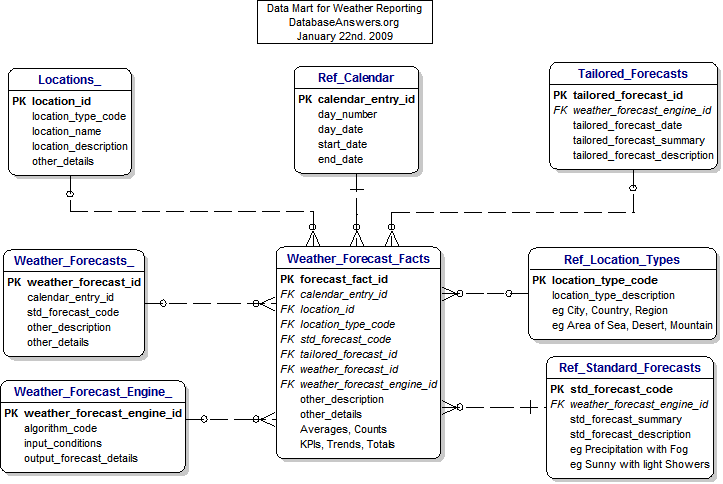 Data Mart for Weather Reporting
DatabaseAnswers.org
January 22nd. 2009
Locations_
PK location_id
location_type_code
location_name
location_description
other_details
Ref_Calendar
PK calendar_entry_id
day_number
day_date
start_date
end_date
Tailored_Forecasts
PK tailored_forecast_id
FK weather_forecast_engine_id
tailored_forecast_date
tailored_forecast_summary
tailored_forecast_description
Weather_Forecasts_
PK weather_forecast_id
calendar_entry_id
std_forecast_code
other_description
other_details
Weather_Forecast_Facts
PK forecast_fact_id
FK calendar_entry_id
FK location_id
FK location_type_code
FK std_forecast_code
FK tailored_forecast_id
FK weather_forecast_id
FK weather_forecast_engine_id
other_description
other_details
Averages, Counts
KPIs, Trends, Totals
Ref_Location_Types
PK location_type_code
location_type_description
eg City, Country, Region
eg Area of Sea, Desert, Mountain
Weather_Forecast_Engine_
PK weather_forecast_engine_id
algorithm_code
input_conditions
output_forecast_details
Ref_Standard_Forecasts
PK std_forecast_code
FK weather_forecast_engine_id
std_forecast_summary
std_forecast_description
eg Precipitation with Fog
eg Sunny with light Showers